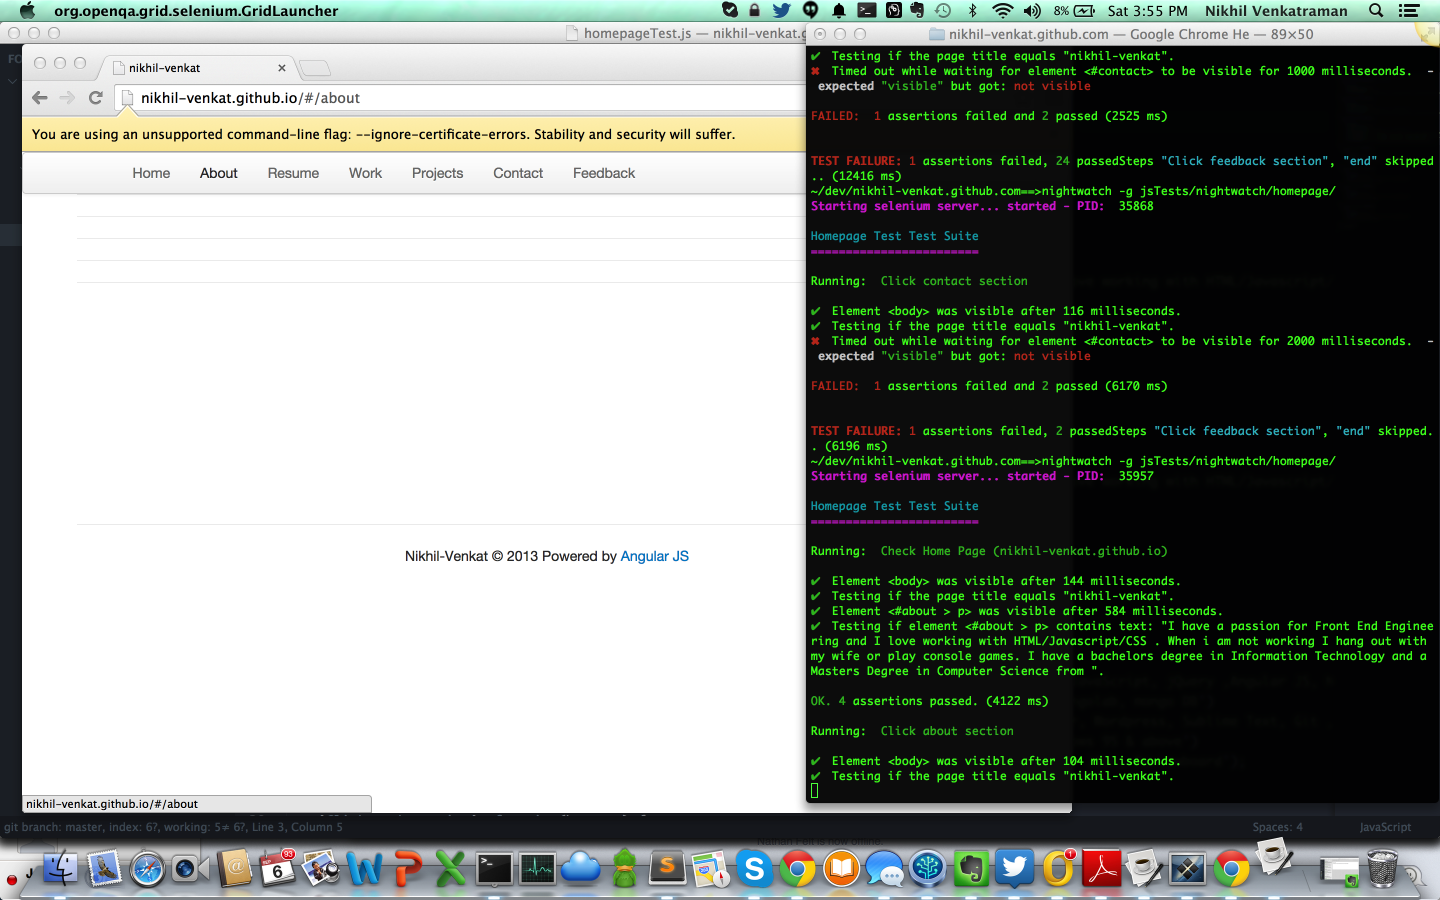 org.openqa.grid.selenium.GridLauncher
8%
Sat 3:55 PM
Nikhil Venkatraman
homepageTest.js — nikhil-venkat.g
nikhil-venkat
nikhil-venkat.github.io/#/about
You are using an unsupported command-line flag: --ignore-certificate-errors. Stability and security will suffer.
Home
About
Resume
Work
Projects
Contact
Feedback
Nikhil-Venkat © 2013 Powered by Angular JS
nikhil-venkat.github.io/#/about
nikhil-venkat.github.com — Google Chrome He — 89×50
✔ Testing if the page title equals "nikhil-venkat".
✖ Timed out while waiting for element <#contact> to be visible for 1000 milliseconds. -
expected "visible" but got: not visible
FAILED: 1 assertions failed and 2 passed (2525 ms)
TEST FAILURE: 1 assertions failed, 24 passedSteps "Click feedback section", "end" skipped
.. (12416 ms)
~/dev/nikhil-venkat.github.com==>nightwatch -g jsTests/nightwatch/homepage/
Starting selenium server... started - PID: 35868
Homepage Test Test Suite
========================
Running: Click contact section
✔ Element <body> was visible after 116 milliseconds.
✔ Testing if the page title equals "nikhil-venkat".
✖ Timed out while waiting for element <#contact> to be visible for 2000 milliseconds. -
expected "visible" but got: not visible
FAILED: 1 assertions failed and 2 passed (6170 ms)
TEST FAILURE: 1 assertions failed, 2 passedSteps "Click feedback section", "end" skipped.
. (6196 ms)
~/dev/nikhil-venkat.github.com==>nightwatch -g jsTests/nightwatch/homepage/
Starting selenium server... started - PID: 35957
Homepage Test Test Suite
========================
Running: Check Home Page (nikhil-venkat.github.io)
✔ Element <body> was visible after 144 milliseconds.
✔ Testing if the page title equals "nikhil-venkat".
✔ Element <#about > p> was visible after 584 milliseconds.
✔ Testing if element <#about > p> contains text: "I have a passion for Front End Enginee
ring and I love working with HTML/Javascript/CSS . When i am not working I hang out with
my wife or play console games. I have a bachelors degree in Information Technology and a
Masters Degree in Computer Science from ".
OK. 4 assertions passed. (4122 ms)
Running: Click about section
✔ Element <body> was visible after 104 milliseconds.
✔ Testing if the page title equals "nikhil-venkat".
git branch: master, index: 6?, working: 5≠ 6?, Line 3, Column 5
Spaces: 4
JavaScript
93
6
1